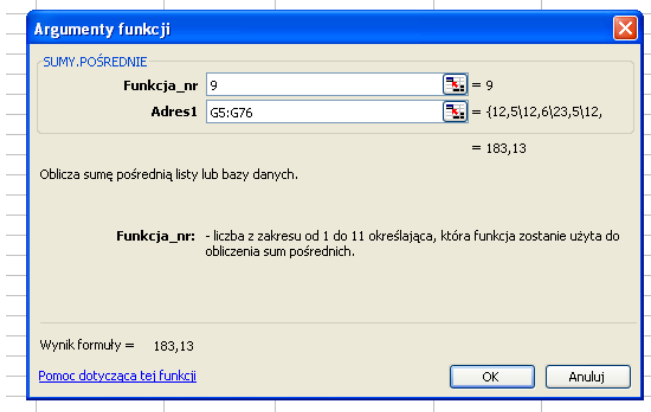 Argumenty funkcji
SUMY.POŚREDNIE
Funkcja_nr 9 = 9
Adres1 G5:G76 = {12,5\12,6\23,5\12,
= 183,13
Oblicza sumę pośrednią listy lub bazy danych.
Funkcja_nr: - liczba z zakresu od 1 do 11 określająca, która funkcja zostanie użyta do
obliczenia sum pośrednich.
Wynik formuły = 183,13
Pomoc dotycząca tej funkcji OK Anuluj